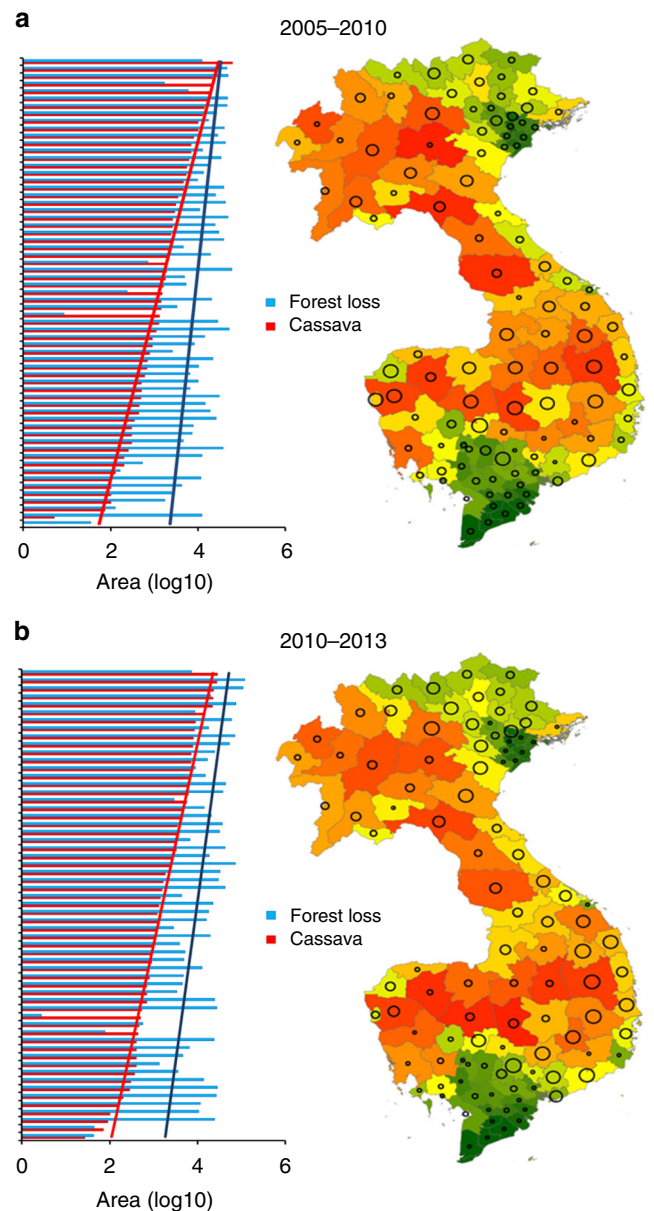 a
2005–2010
Forest loss
Cassava
0 2 4 6
Area (log10)
b
2010–2013
Forest loss
Cassava
0 2 4 6
Area (log10)